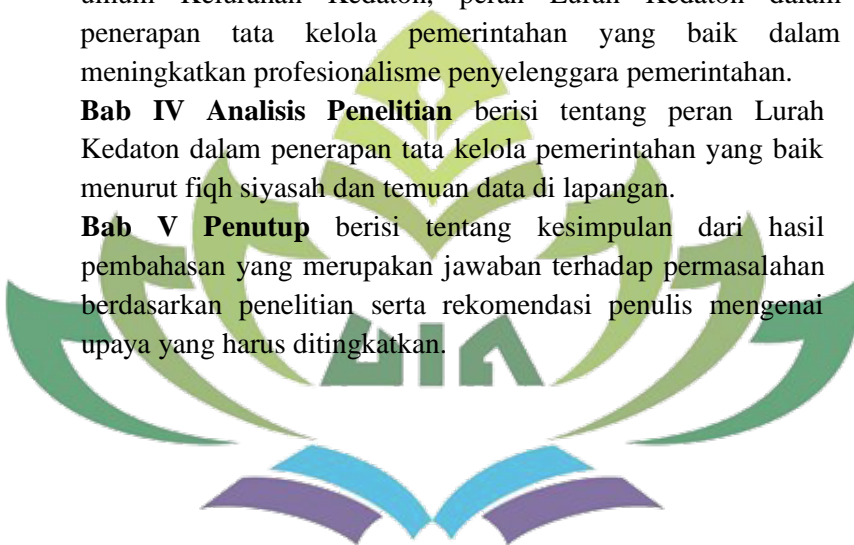 umum Kelurahan Kedaton, peran Lurah Kedaton dalam
penerapan tata kelola pemerintahan yang baik dalam
meningkatkan profesionalisme penyelenggara pemerintahan.
Bab IV Analisis Penelitian berisi tentang peran Lurah
Kedaton dalam penerapan tata kelola pemerintahan yang baik
menurut fiqh siyasah dan temuan data di lapangan.
Bab V Penutup berisi tentang kesimpulan dari hasil
pembahasan yang merupakan jawaban terhadap permasalahan
berdasarkan penelitian serta rekomendasi penulis mengenai
upaya yang harus ditingkatkan.